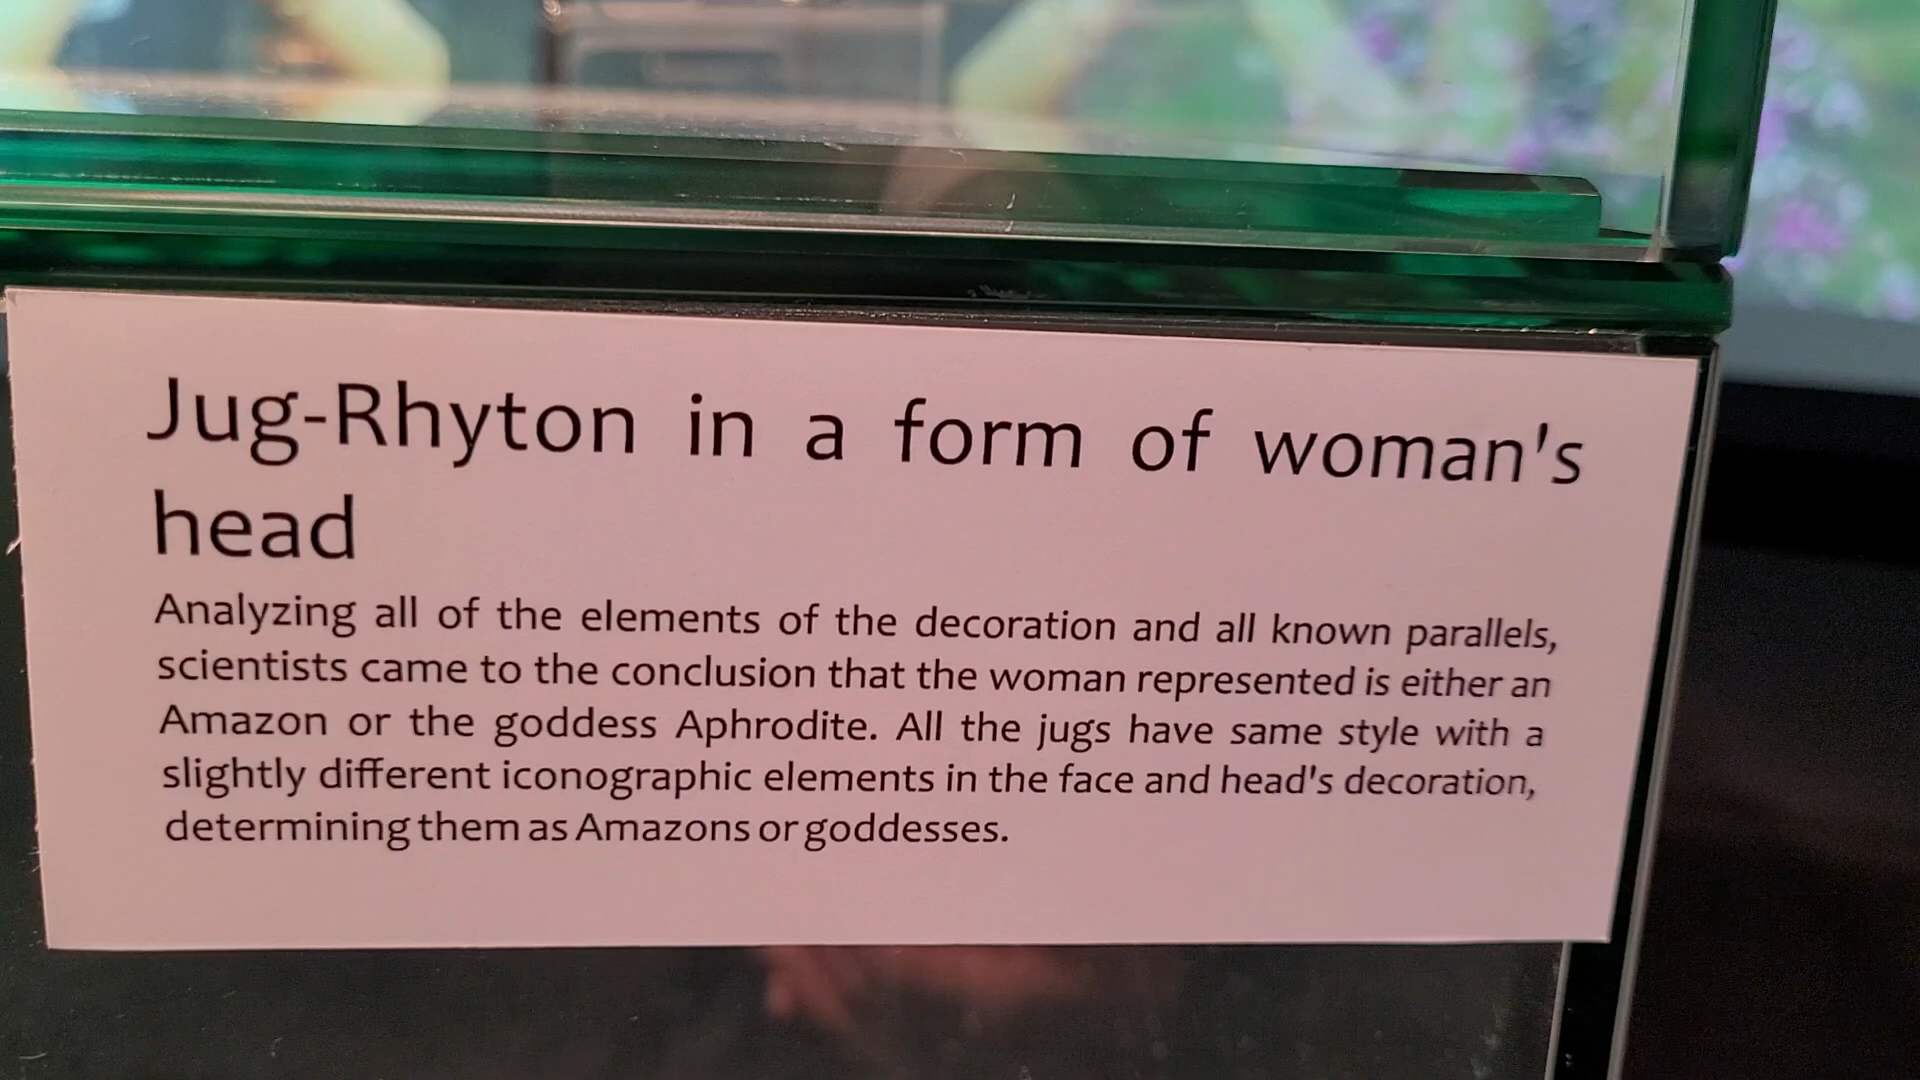 Jug-Rhyton in a form of woman's
head
Analyzing all of the elements of the decoration and all known parallels,
scientists came to the conclusion that the woman represented is either an
Amazon or the goddess Aphrodite. All the jugs have same style with a
slightly different iconographic elements in the face and head's decoration,
determining them as Amazons or goddesses.